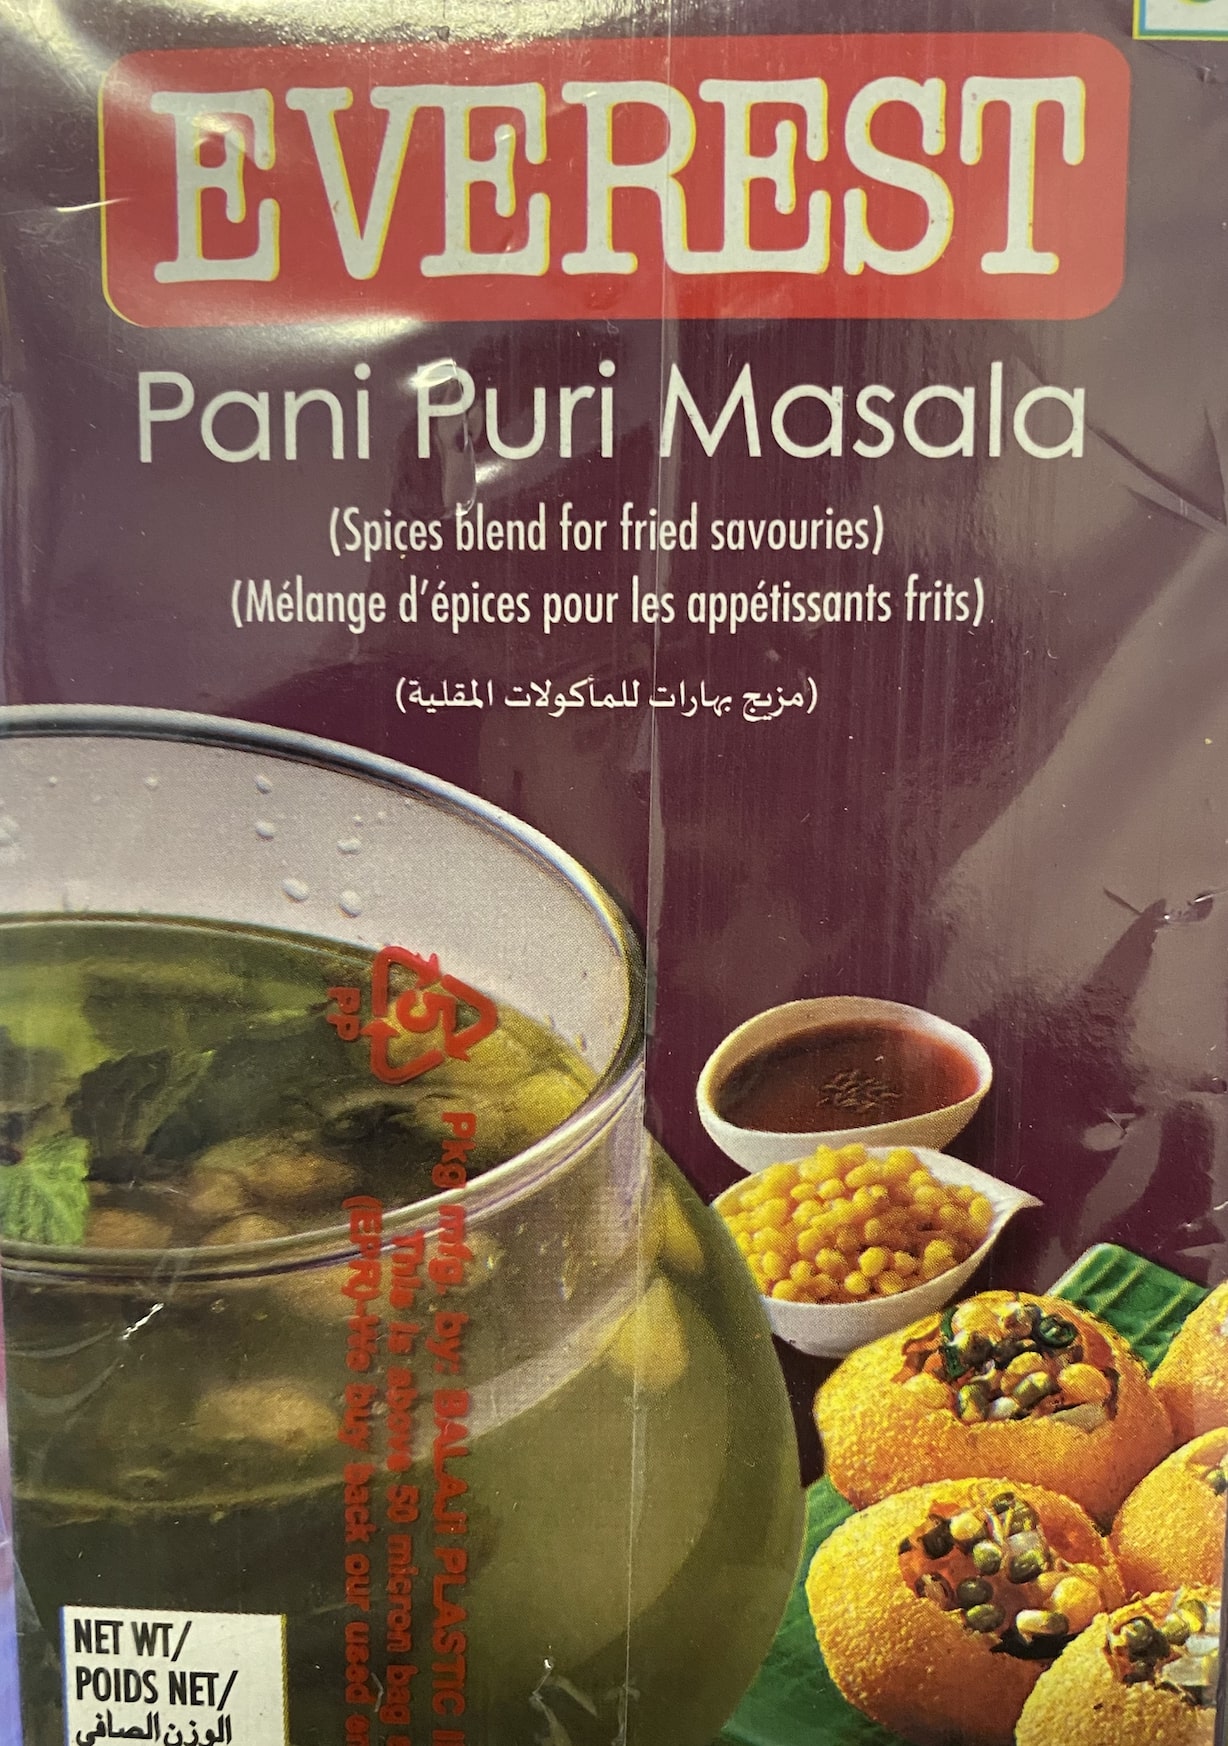 EVEREST
Pani Puri Masala
(Spices blend for fried savouries)
(Mélange d'épices pour les appétissants frits)
(مزيج بهارات للمأكولات المقلية)
5
PP
Pkg mfg. by: BALAJI PLASTIC
This is above 50 micron bag
(EPR)-We buy back our used
NET WT/
POIDS NET/
الوزن الصافي